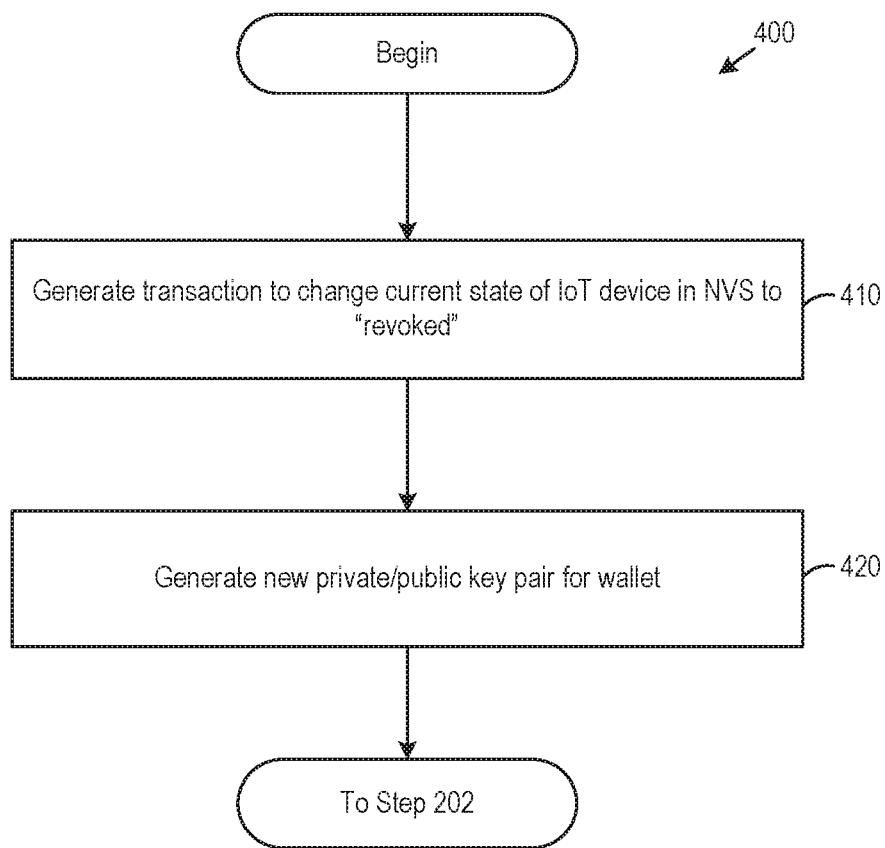 Begin
400
Generate transaction to change current state of IoT device in NVS to
“revoked”
410
Generate new private/public key pair for wallet
420
To Step 202